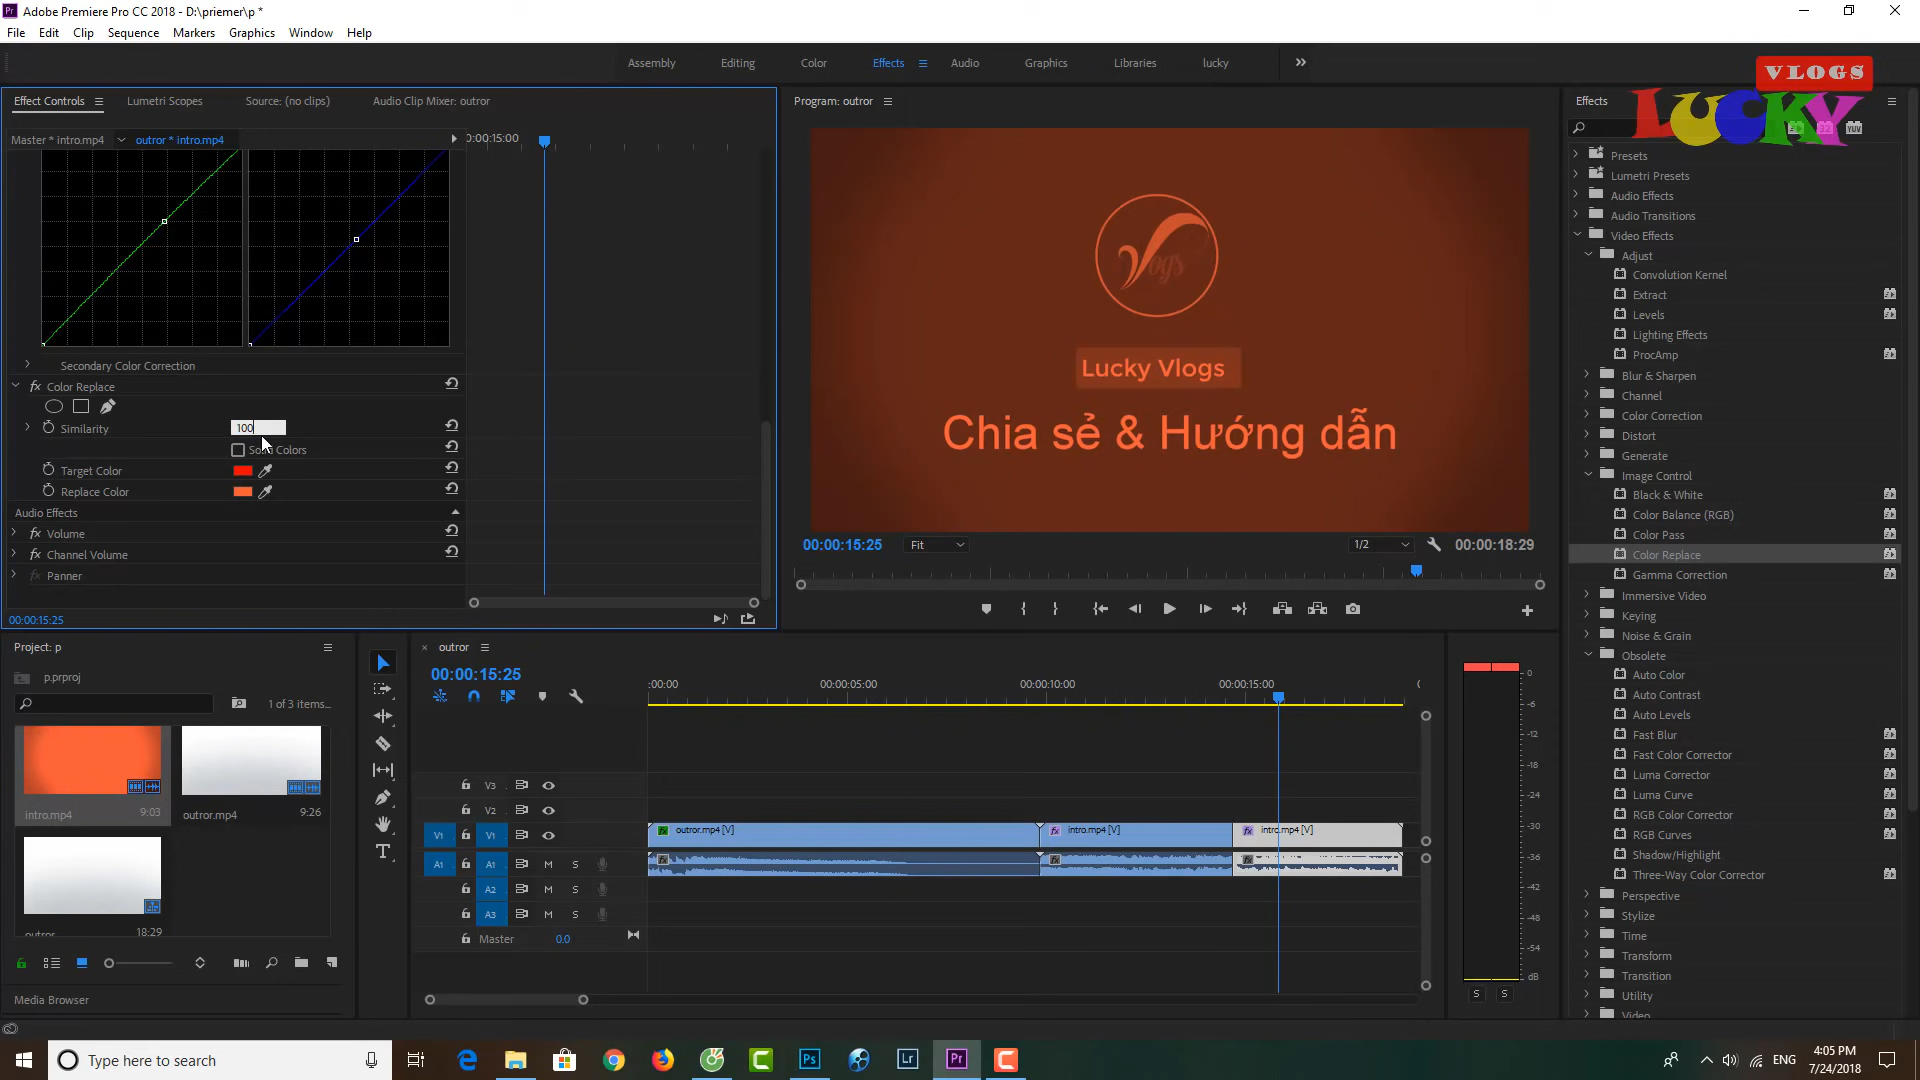 Adobe Premiere Pro CC 2018 - D:\priemer\p *
File Edit Clip Sequence Markers Graphics Window Help
Assembly Editing Color Effects Audio Graphics Libraries lucky
VLOGS
LUCKY
Effect Controls Lumetri Scopes Source: (no clips) Audio Clip Mixer: outror
Master * intro.mp4 outror * intro.mp4
0:00:15:00
Secondary Color Correction
fx Color Replace
Similarity 100
Colors
Target Color
Replace Color
Audio Effects
fx Volume
fx Channel Volume
fx Panner
00:00:15:25
Program: outror
Vogs
Lucky Vlogs
Chia sẻ & Hướng dẫn
00:00:15:25 Fit 1/2 00:00:18:29
Effects
32 YUV
Presets
Lumetri Presets
Audio Effects
Audio Transitions
Video Effects
Adjust
Convolution Kernel
Extract
Levels
Lighting Effects
ProcAmp
Blur & Sharpen
Channel
Color Correction
Distort
Generate
Image Control
Black & White
Color Balance (RGB)
Color Pass
Color Replace
Gamma Correction
Immersive Video
Keying
Noise & Grain
Obsolete
Auto Color
Auto Contrast
Auto Levels
Fast Blur
Fast Color Corrector
Luma Corrector
Luma Curve
RGB Color Corrector
RGB Curves
Shadow/Highlight
Three-Way Color Corrector
Perspective
Stylize
Time
Transform
Transition
Utility
Video
Project: p
p.prproj
1 of 3 items...
intro.mp4 9:03 outror.mp4 9:26
outror 18:29
Media Browser
outror
00:00:15:25
:00:00 00:00:05:00 00:00:10:00 00:00:15:00
V3
V2
V1 V1 outror.mp4 [V] intro.mp4 [V] intro.mp4 [V]
A1 A1 M S
A2 M S
A3 M S
Master 0.0
0
-6
-12
-18
-24
-30
-36
-42
-48
-54
dB
S S
Type here to search
Ps Lr Pr
ENG
4:05 PM
7/24/2018